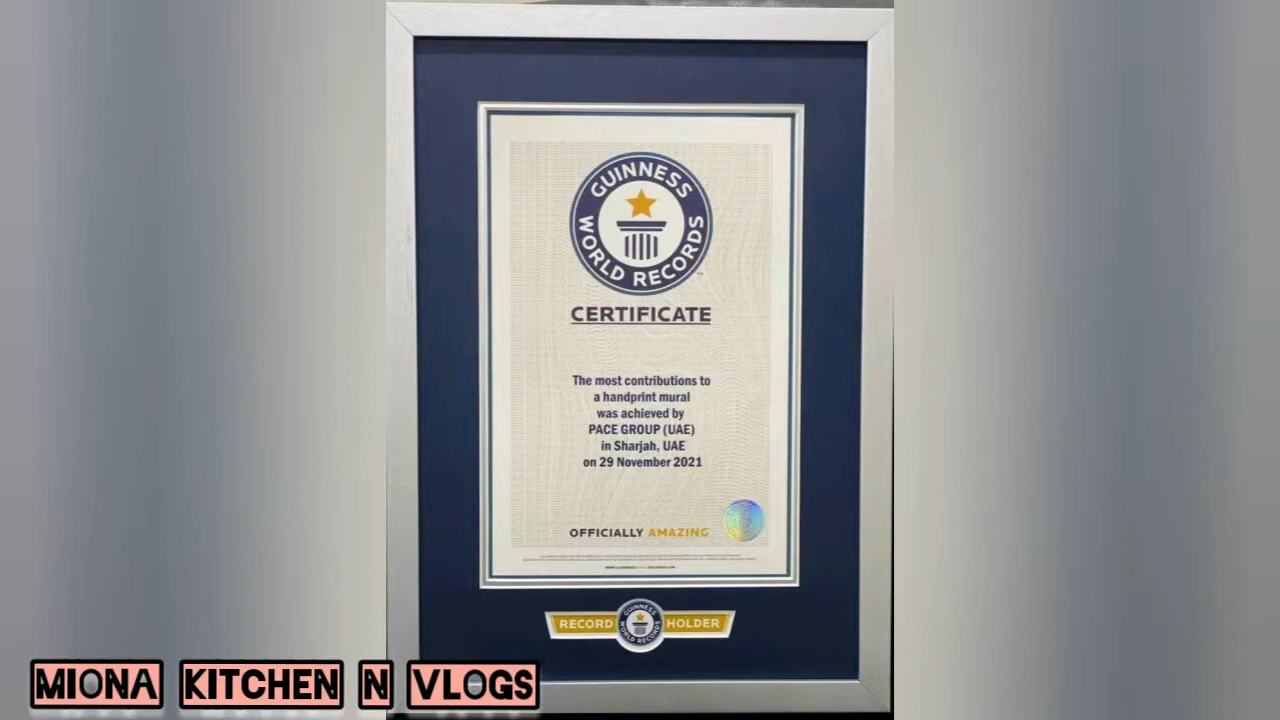 GUINNESS
WORLD RECORDS
CERTIFICATE
The most contributions to
a handprint mural
was achieved by
PACE GROUP (UAE)
in Sharjah, UAE
on 29 November 2021
OFFICIALLY AMAZING
RECORD HOLDER
GUINNESS
WORLD RECORDS
MIONA KITCHEN N VLOGS